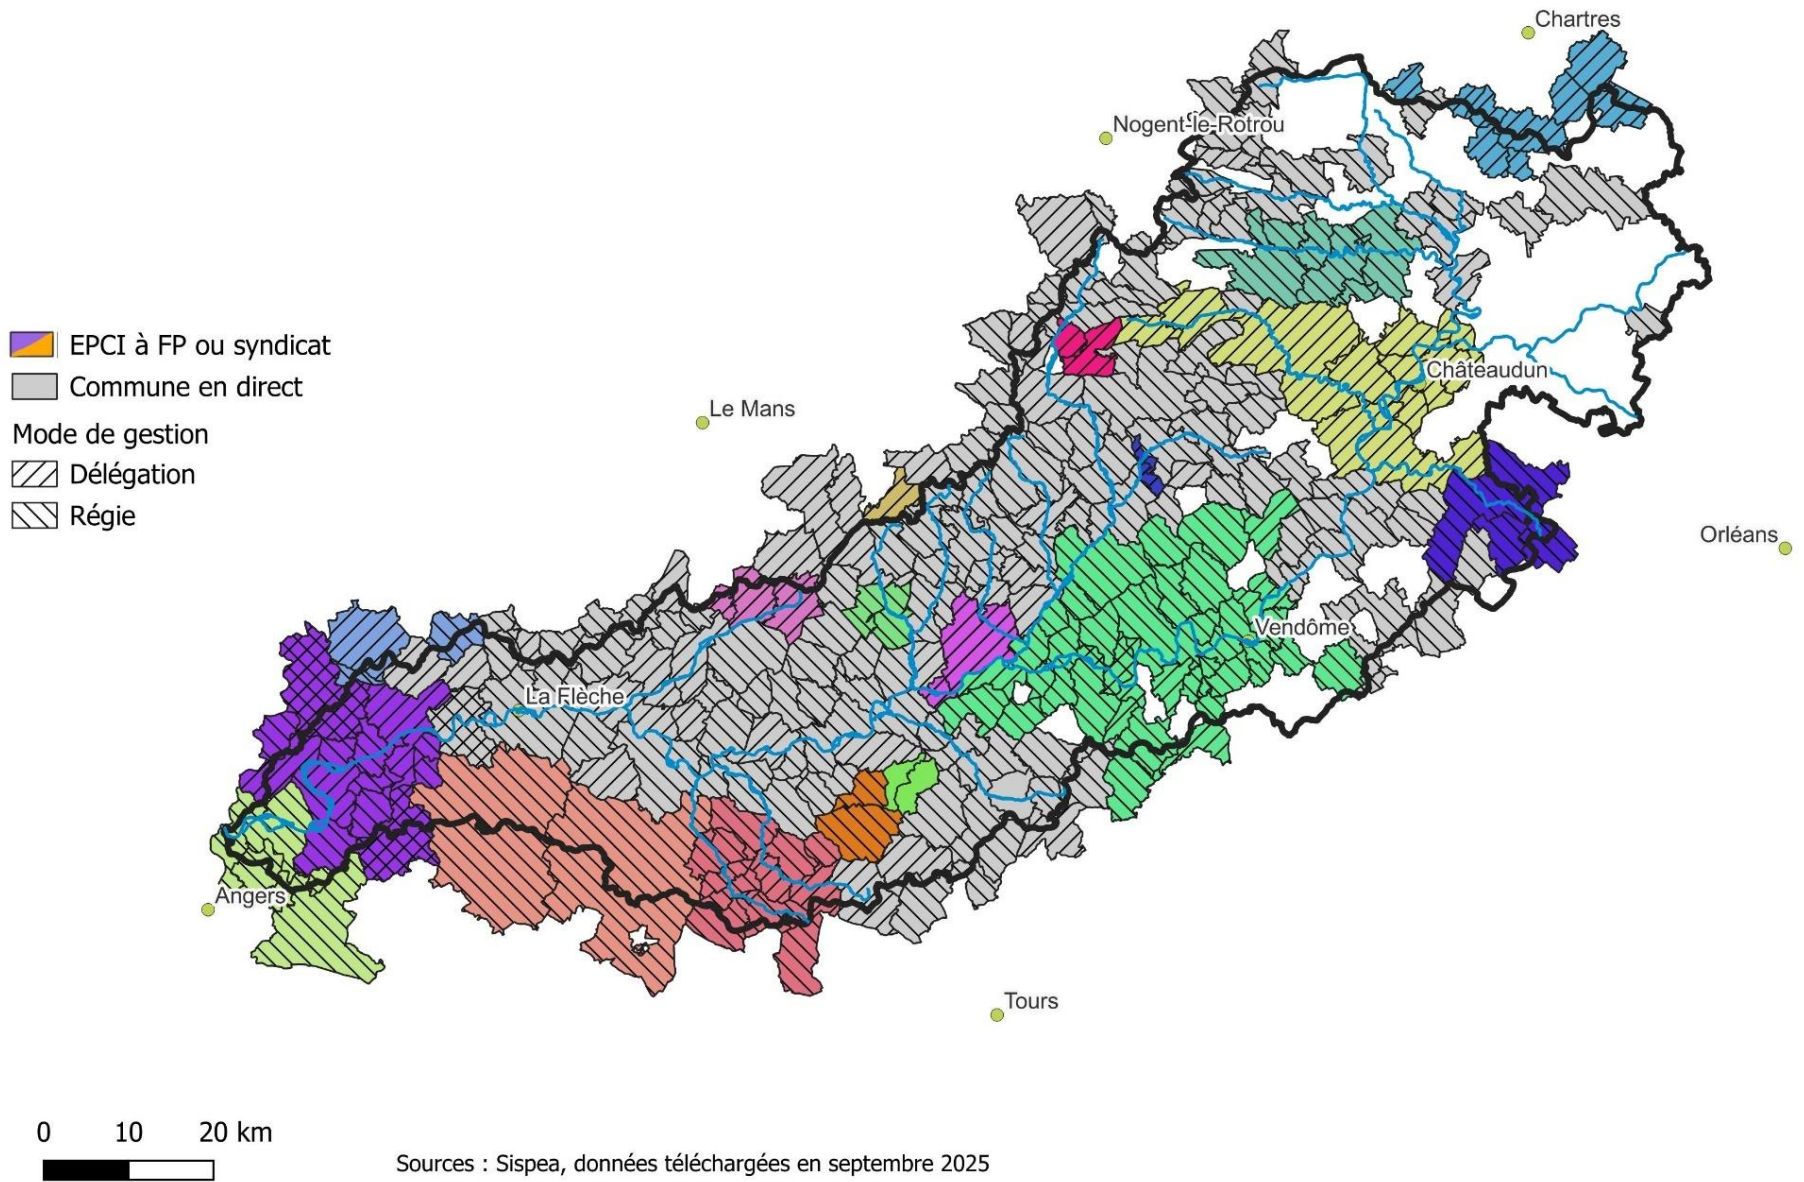 Chartres
Nogent-le-Rotrou
EPCI à FP ou syndicat
Commune en direct
Châteaudun
Le Mans
Mode de gestion
Délégation
Régie
Orléans
Vendôme
La Flèche
Angers
Tours
0 10 20 km
Sources : Sispea, données téléchargées en septembre 2025